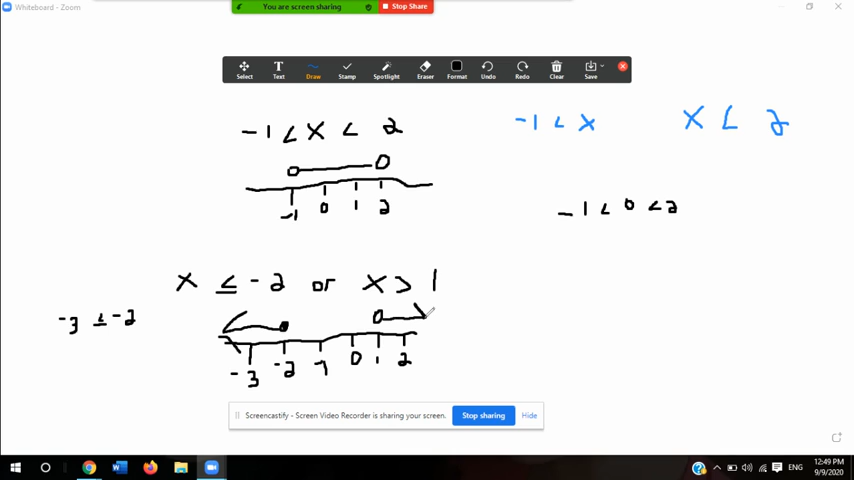 Whiteboard - Zoom
You are screen sharing
Stop Share
Select Text Draw Stamp Spotlight Eraser Format Undo Redo Clear Save
-1 < x < 2
-1 < x
x < 2
-1 0 1 2
-1 < 0 < 2
x ≤ -2 or x > 1
-3 ≤ -2
-3 -2 -1 0 1 2
Screencastify - Screen Video Recorder is sharing your screen. Stop sharing Hide
ENG
12:49 PM
9/9/2020